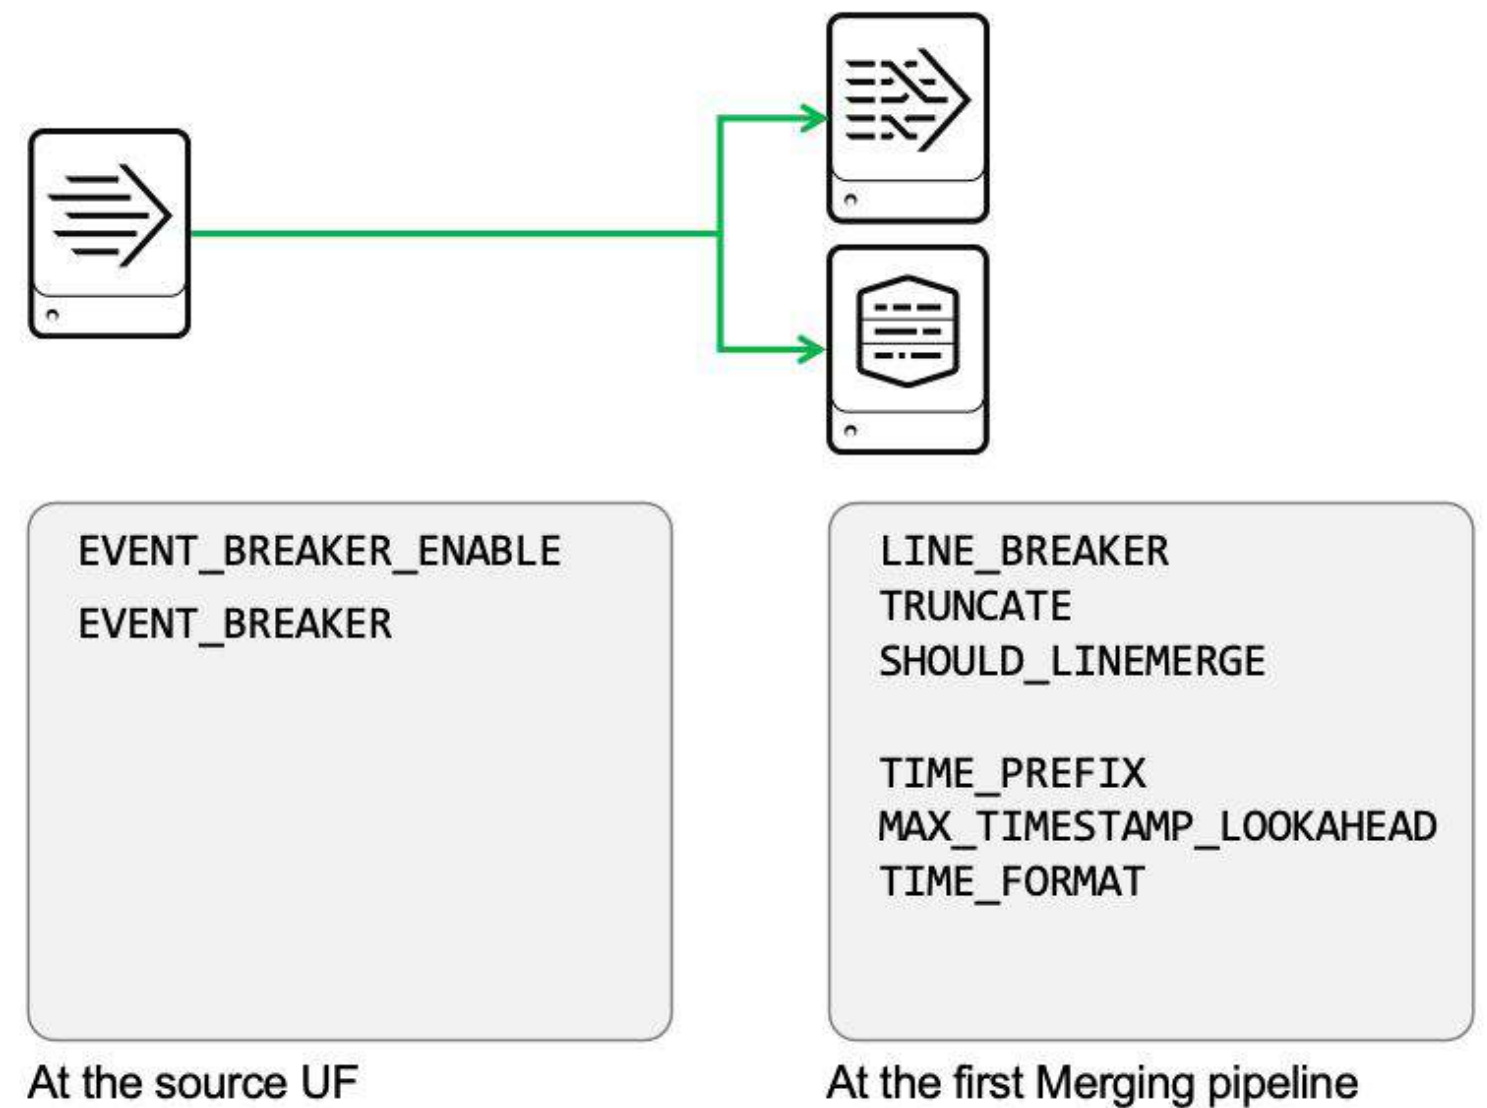 EVENT_BREAKER_ENABLE
EVENT_BREAKER
At the source UF
LINE_BREAKER
TRUNCATE
SHOULD_LINEMERGE
TIME_PREFIX
MAX_TIMESTAMP_LOOKAHEAD
TIME_FORMAT
At the first Merging pipeline